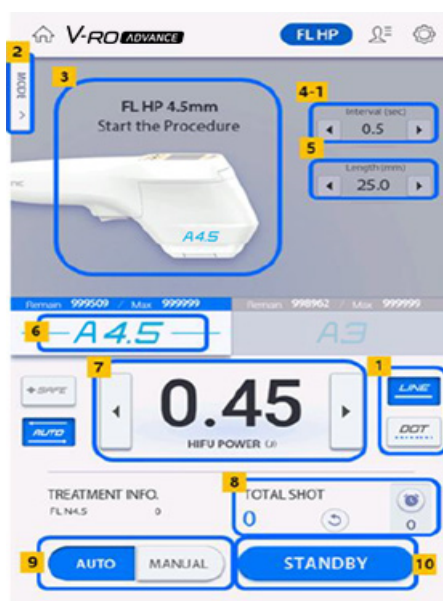 V-RO ADVANCE
FL HP
2
MODE
3
FL HP 4.5mm
Start the Procedure
A4.5
4-1
Interval (sec)
0.5
5
Length (mm)
25.0
Remain 999509 / Max 999999
Remain 998962 / Max 999999
6
A4.5
A3
7
0.45
HIFU POWER (J)
+SAFE
AUTO
1
LINE
DOT
TREATMENT INFO.
FL N4.5 0
8
TOTAL SHOT
0
0
9
AUTO
MANUAL
STANDBY
10